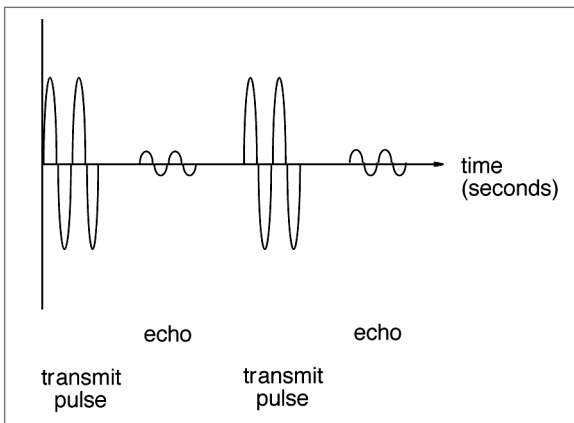 time
(seconds)
echo
echo
transmit
pulse
transmit
pulse